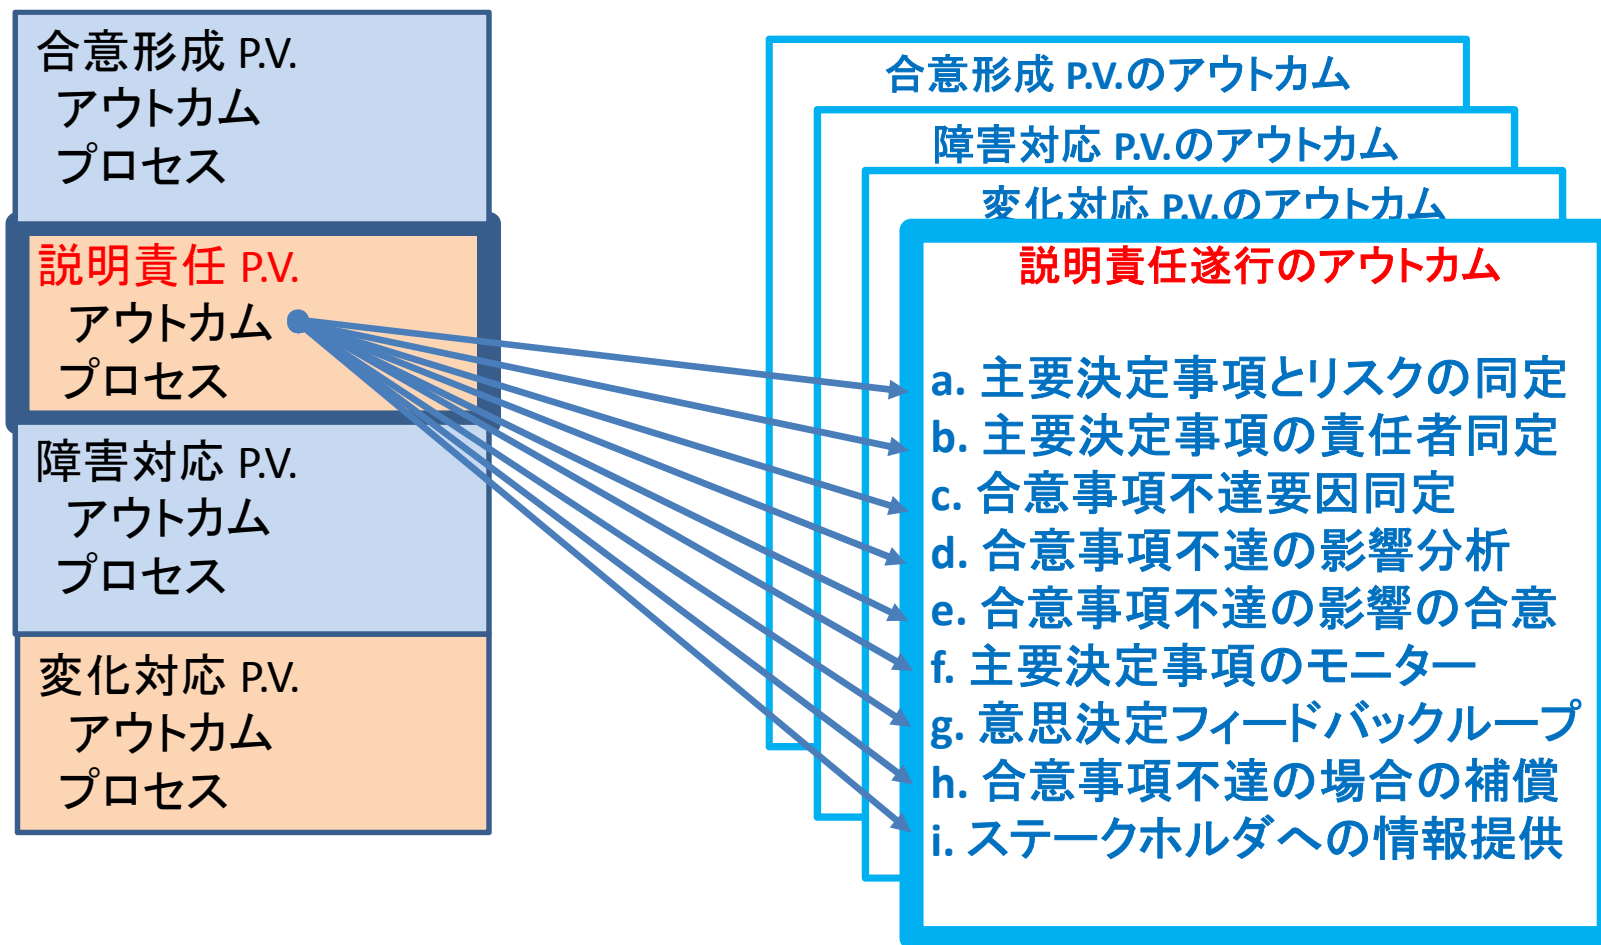 合意形成 P.V.
アウトカム
プロセス
説明責任 P.V.
アウトカム
プロセス
障害対応 P.V.
アウトカム
プロセス
変化対応 P.V.
アウトカム
プロセス
合意形成 P.V.のアウトカム
障害対応 P.V.のアウトカム
変化対応 P.V.のアウトカム
説明責任遂行のアウトカム
a. 主要決定事項とリスクの同定
b. 主要決定事項の責任者同定
c. 合意事項不達要因同定
d. 合意事項不達の影響分析
e. 合意事項不達の影響の合意
f. 主要決定事項のモニター
g. 意思決定フィードバックループ
h. 合意事項不達の場合の補償
i. ステークホルダへの情報提供